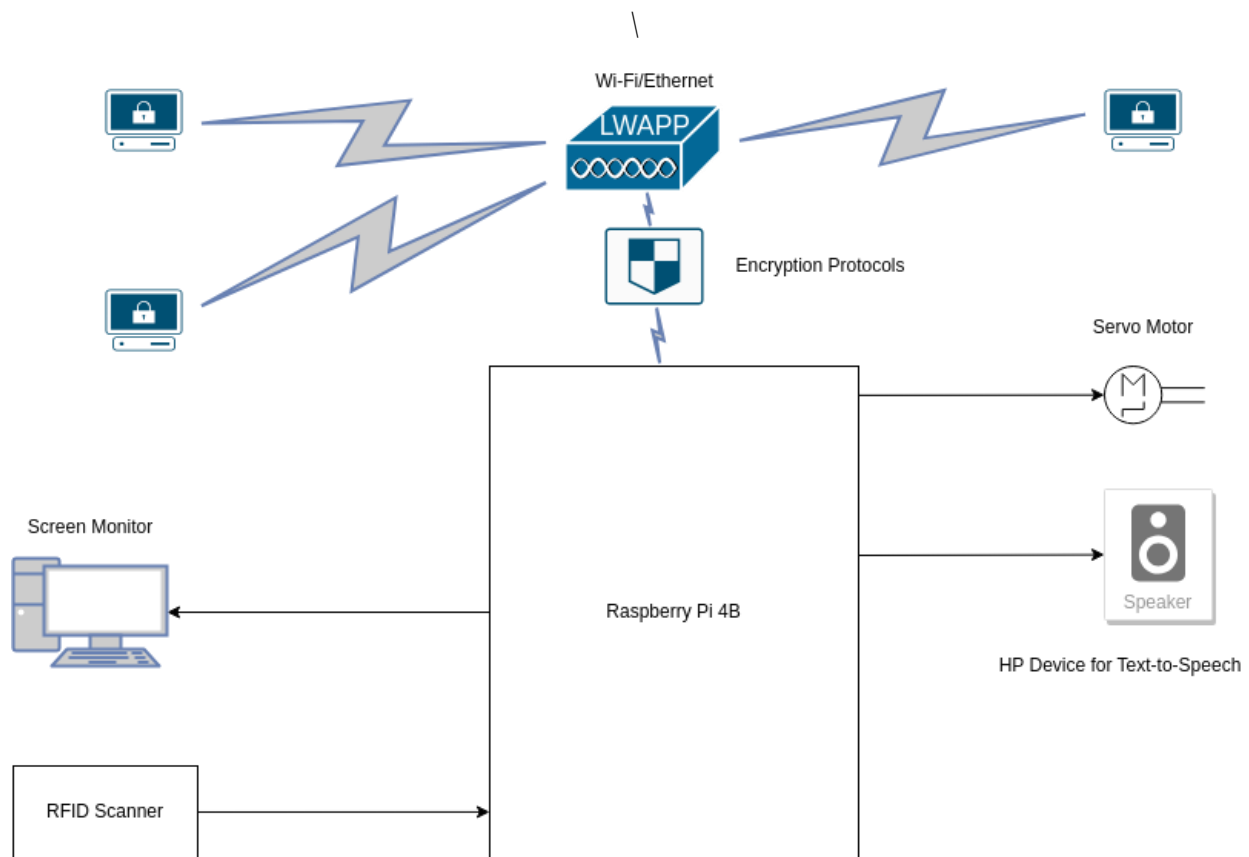 \
Wi-Fi/Ethernet
LWAPP
Encryption Protocols
Servo Motor
M
Screen Monitor
Raspberry Pi 4B
Speaker
HP Device for Text-to-Speech
RFID Scanner